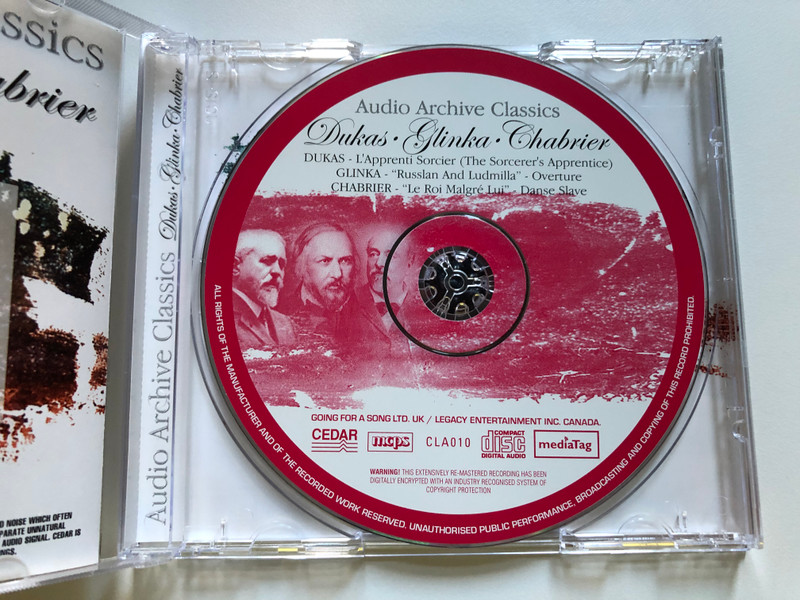 ssics
abrier
D NOISE WHICH OFTEN
PARATE UNNATURAL
AUDIO SIGNAL. CEDAR IS
NGS.
Audio Archive Classics Dukas · Glinka · Chabrier
Audio Archive Classics
Dukas · Glinka · Chabrier
DUKAS - L'Apprenti Sorcier (The Sorcerer's Apprentice)
GLINKA - “Russlan And Ludmilla” - Overture
CHABRIER - “Le Roi Malgré Lui” - Danse Slave
GOING FOR A SONG LTD. UK / LEGACY ENTERTAINMENT INC. CANADA.
CEDAR mcps CLA010 COMPACT disc DIGITAL AUDIO mediaTag
WARNING! THIS EXTENSIVELY RE-MASTERED RECORDING HAS BEEN
DIGITALLY ENCRYPTED WITH AN INDUSTRY RECOGNISED SYSTEM OF
COPYRIGHT PROTECTION
ALL RIGHTS OF THE MANUFACTURER AND OF THE RECORDED WORK RESERVED. UNAUTHORISED PUBLIC PERFORMANCE, BROADCASTING AND COPYING OF THIS RECORD PROHIBITED.